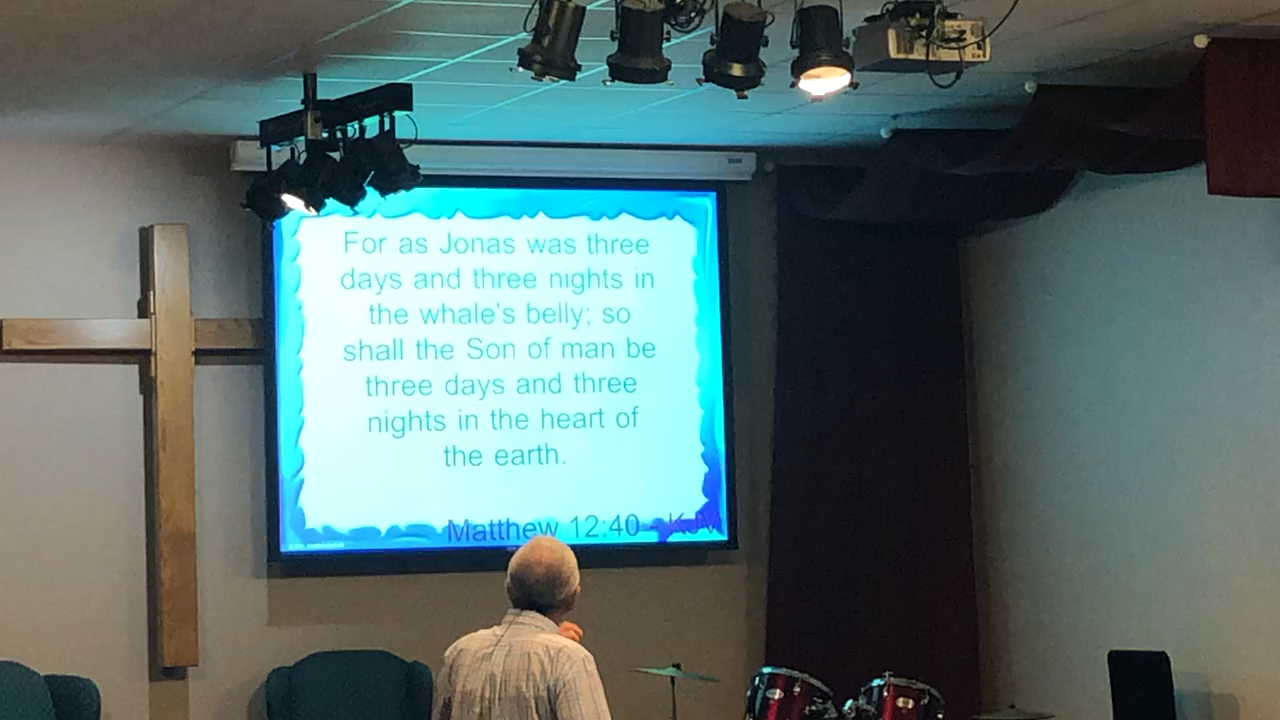 For as Jonas was three
days and three nights in
the whale's belly; so
shall the Son of man be
three days and three
nights in the heart of
the earth.
Matthew 12:40 - KJV